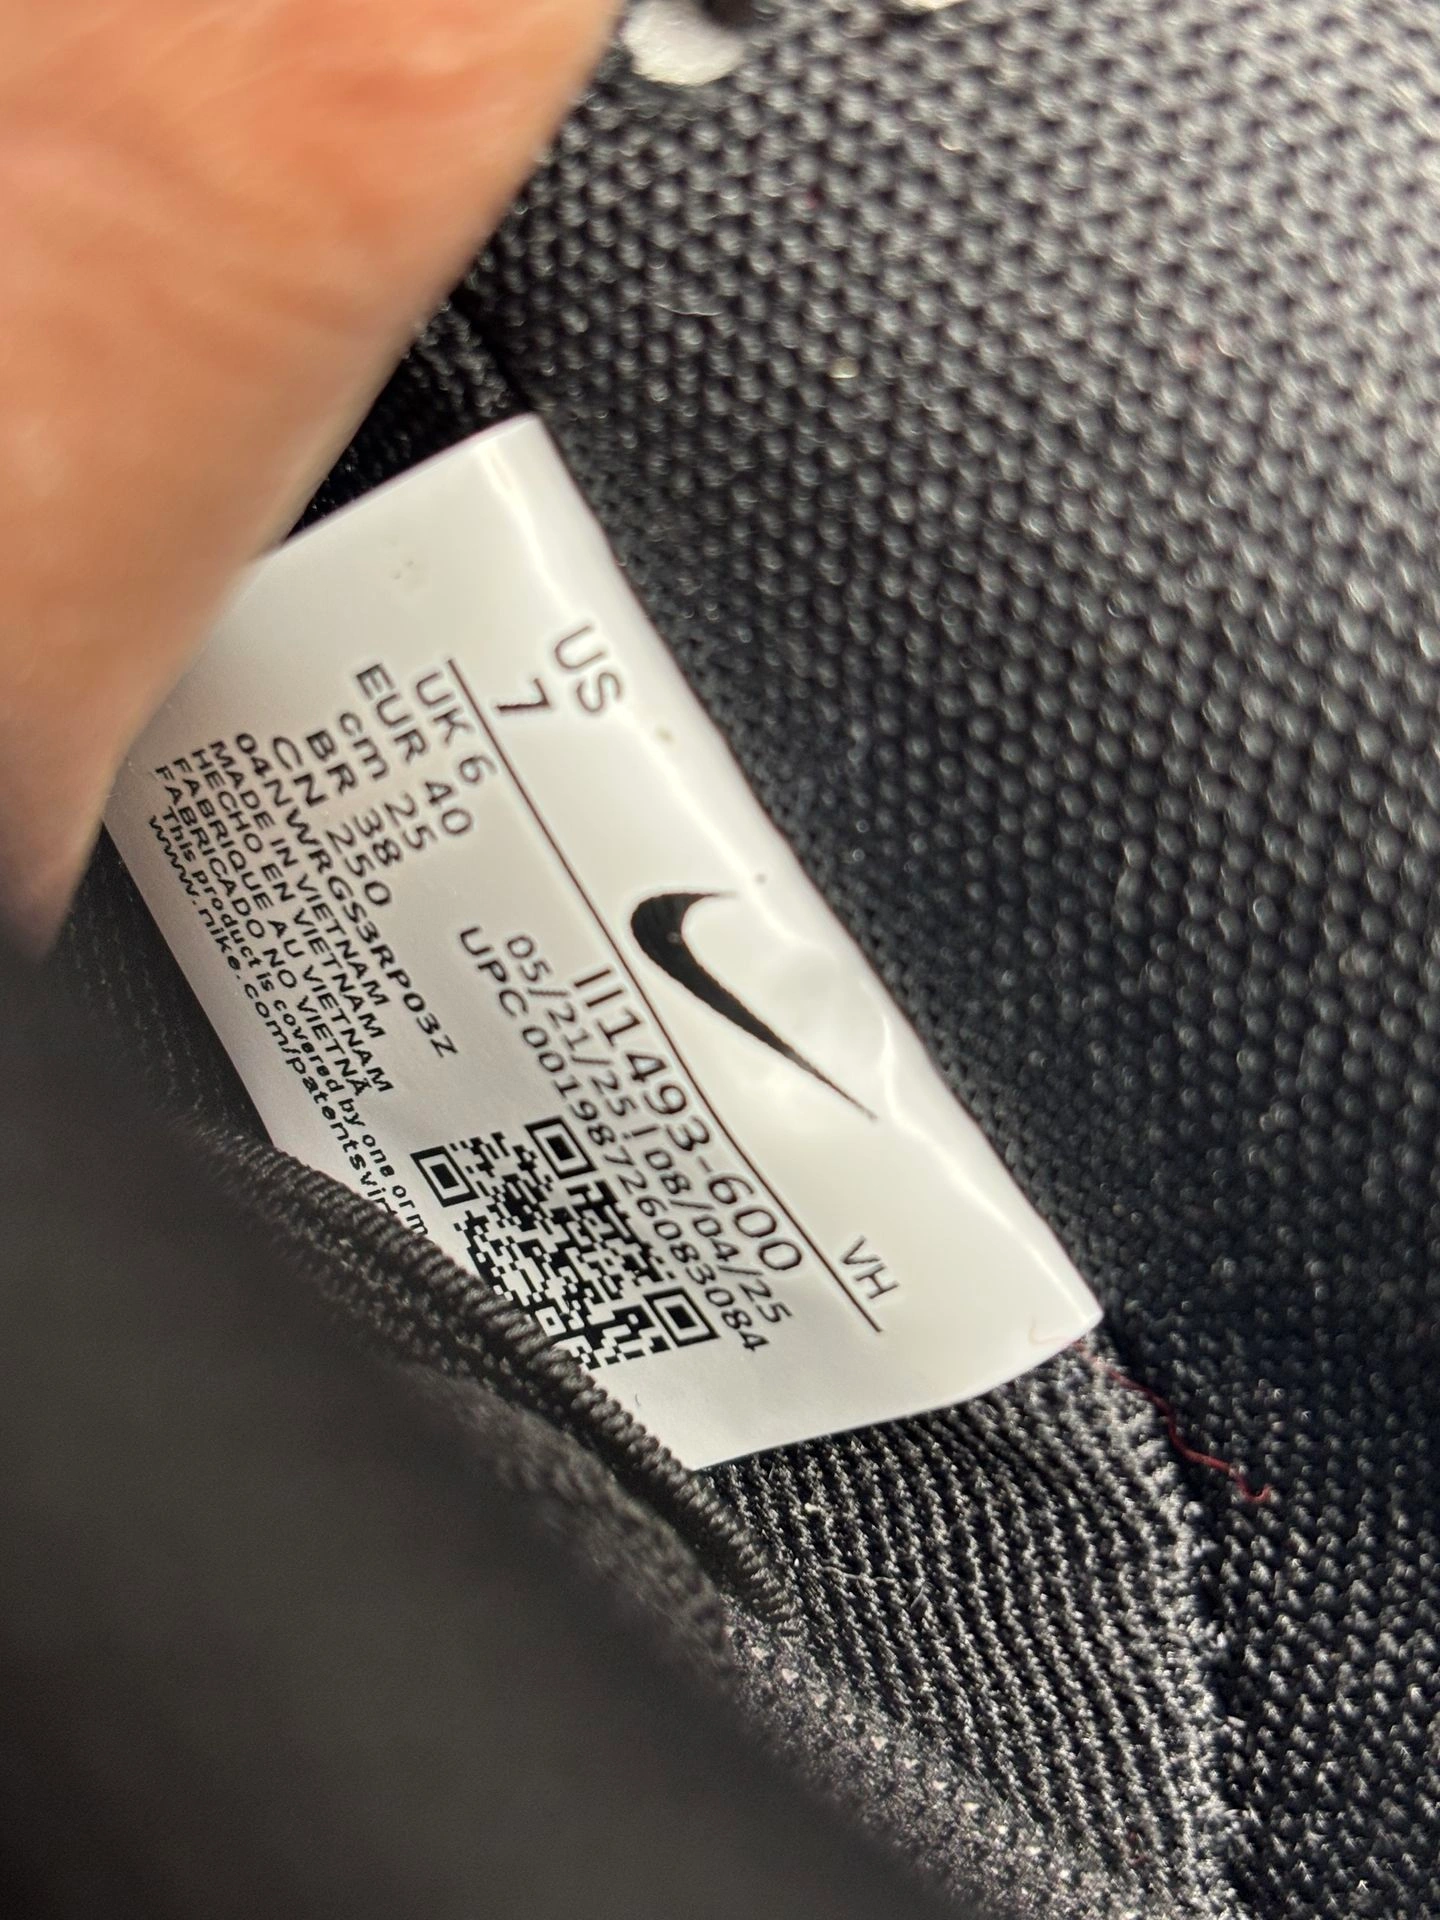 US
7
VH
UK 6
EUR 40
cm 25
BR 38
CN 250
II1493-600
05/21/25 | 08/04/25
UPC 00198726083084
04NWRGS3RP03Z
MADE IN VIETNAM
HECHO EN VIETNAM
FABRIQUE AU VIETNAM
FABRICADO NO VIETNÃ
This product is covered by one or m
www.nike.com/patentsvir